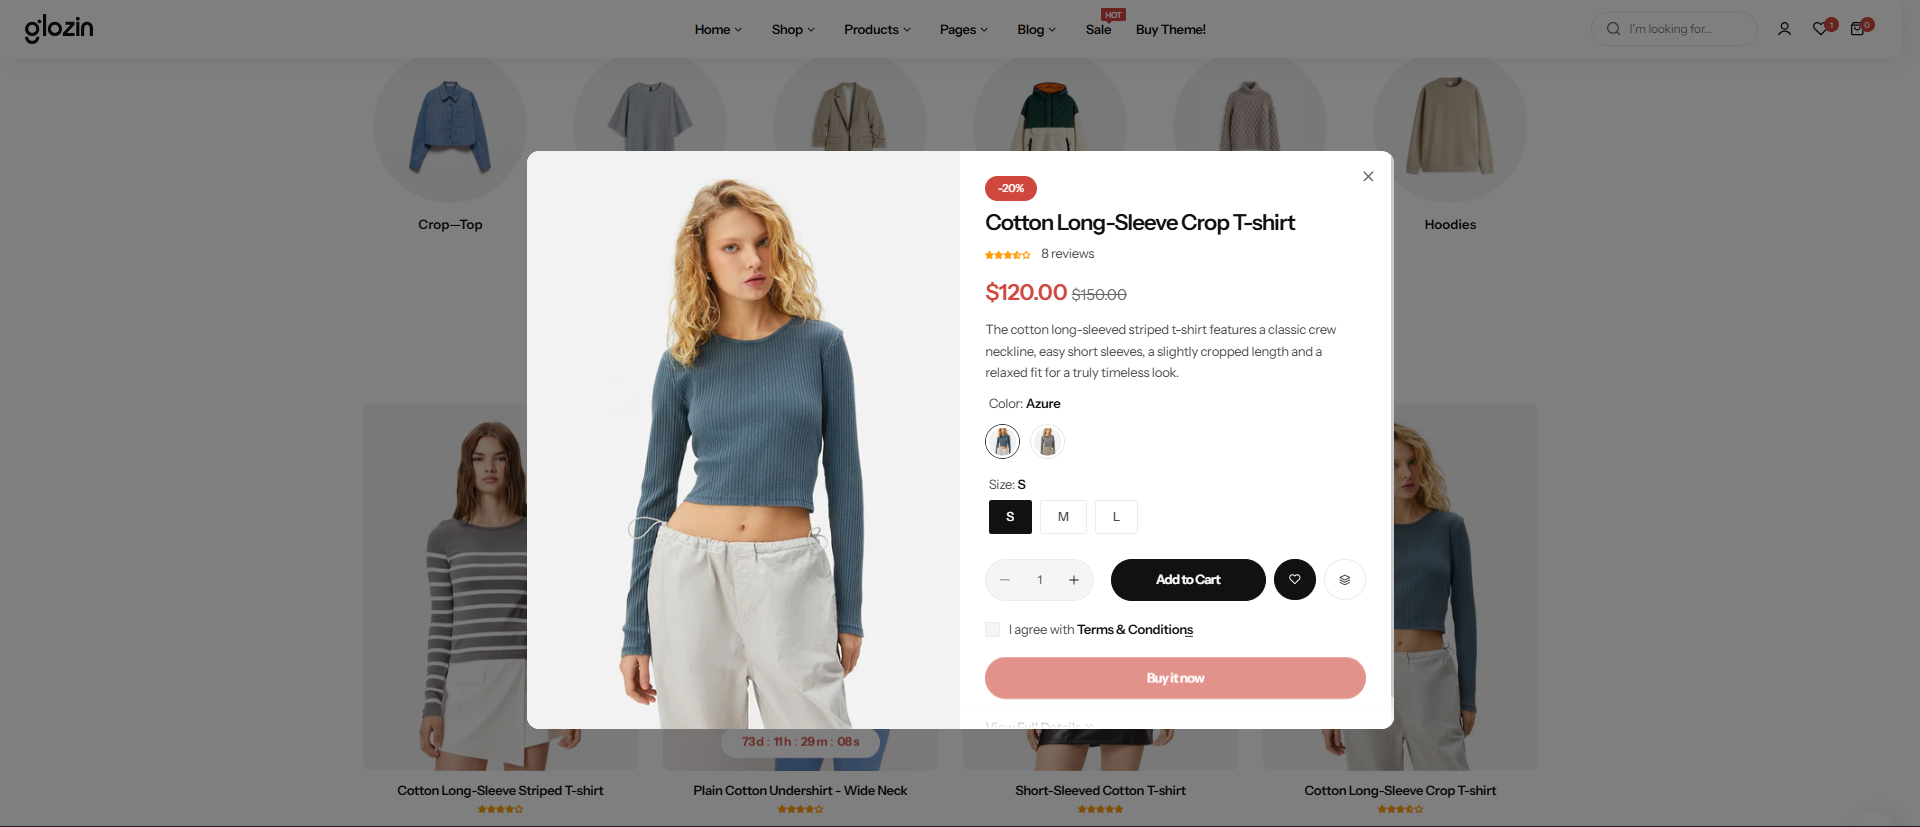 glozin
Home
Shop
Products
Pages
Blog
Sale
HOT
Buy Theme!
I'm looking for...
1
0
Crop—Top
Hoodies
-20%
Cotton Long-Sleeve Crop T-shirt
8 reviews
$120.00 $150.00
The cotton long-sleeved striped t-shirt features a classic crew
neckline, easy short sleeves, a slightly cropped length and a
relaxed fit for a truly timeless look.
Color: Azure
Size: S
S
M
L
1
Add to Cart
I agree with Terms & Conditions
Buy it now
View Full Details
73d : 11h : 29m : 08s
Cotton Long-Sleeve Striped T-shirt
Plain Cotton Undershirt - Wide Neck
Short-Sleeved Cotton T-shirt
Cotton Long-Sleeve Crop T-shirt